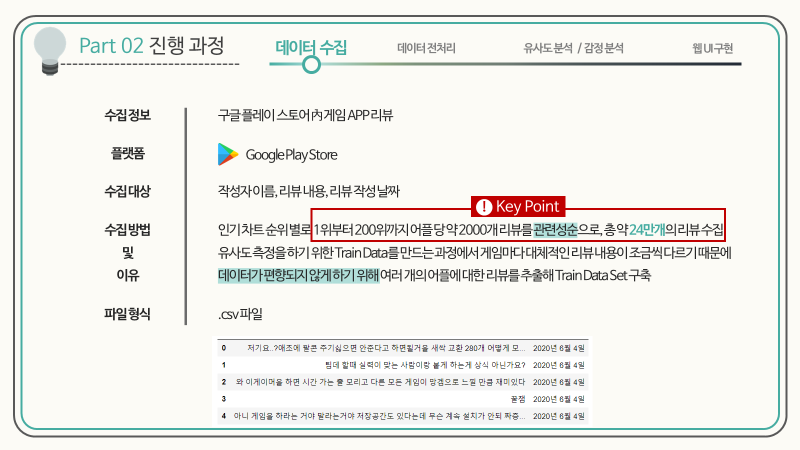 Part 02 진행 과정
데이터 수집
데이터 전처리
유사도 분석 / 감정 분석
웹 UI 구현
수집 정보
구글 플레이 스토어 內 게임 APP 리뷰
플랫폼
Google Play Store
수집 대상
작성자 이름, 리뷰 내용, 리뷰 작성 날짜
! Key Point
수집 방법
및
이유
인기 차트 순위 별로 1위부터 200위까지 어플 당 약 2000개 리뷰를 관련성순으로, 총 약 24만개의 리뷰 수집
유사도 측정을 하기 위한 Train Data를 만드는 과정에서 게임마다 대체적인 리뷰 내용이 조금씩 다르기 때문에
데이터가 편향되지 않게 하기 위해 여러 개의 어플에 대한 리뷰를 추출해 Train Data Set 구축
파일 형식
.csv 파일
0 저기요..?애조에 팔콘 주기싫으면 안준다고 하면될거을 새싹 교환 280개 어떻게 모... 2020년 6월 4일
1 팀데 할때 실력이 맞는 사람이랑 붙게 하는게 상식 아닌가요? 2020년 6월 4일
2 와 이게이머을 하면 시간 가는 줄 모리고 다른 모든 게임이 망겜으로 느낄 만큼 재미있다 2020년 6월 4일
3 꿀잼 2020년 6월 4일
4 아니 게임을 하라는 거야 말라는거야 저장공간도 있다는데 무슨 계속 설치가 안되 짜증... 2020년 6월 4일